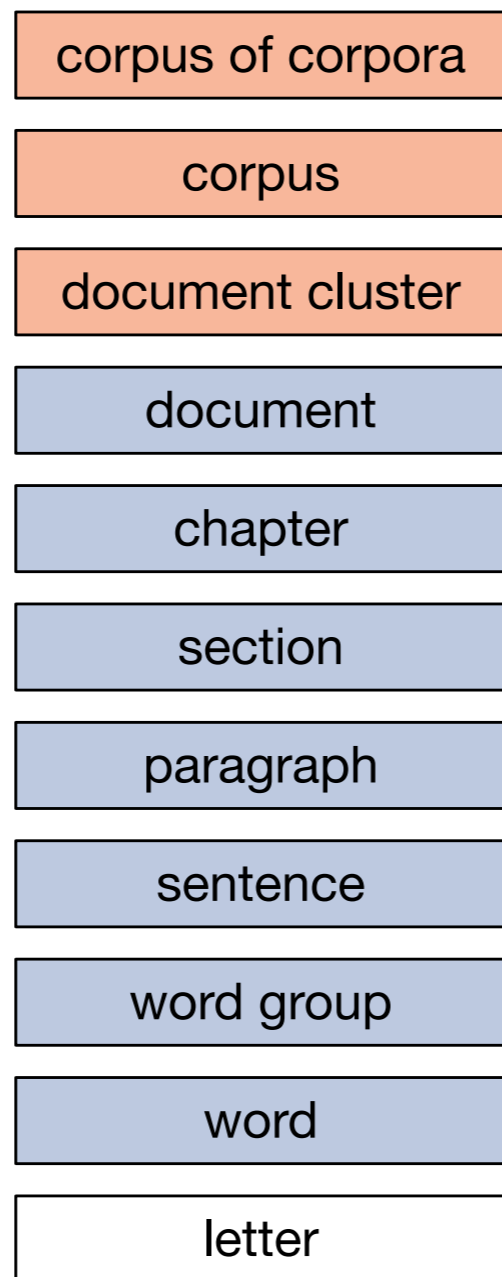 corpus of corpora
corpus
document cluster
document
chapter
section
paragraph
sentence
word group
word
letter